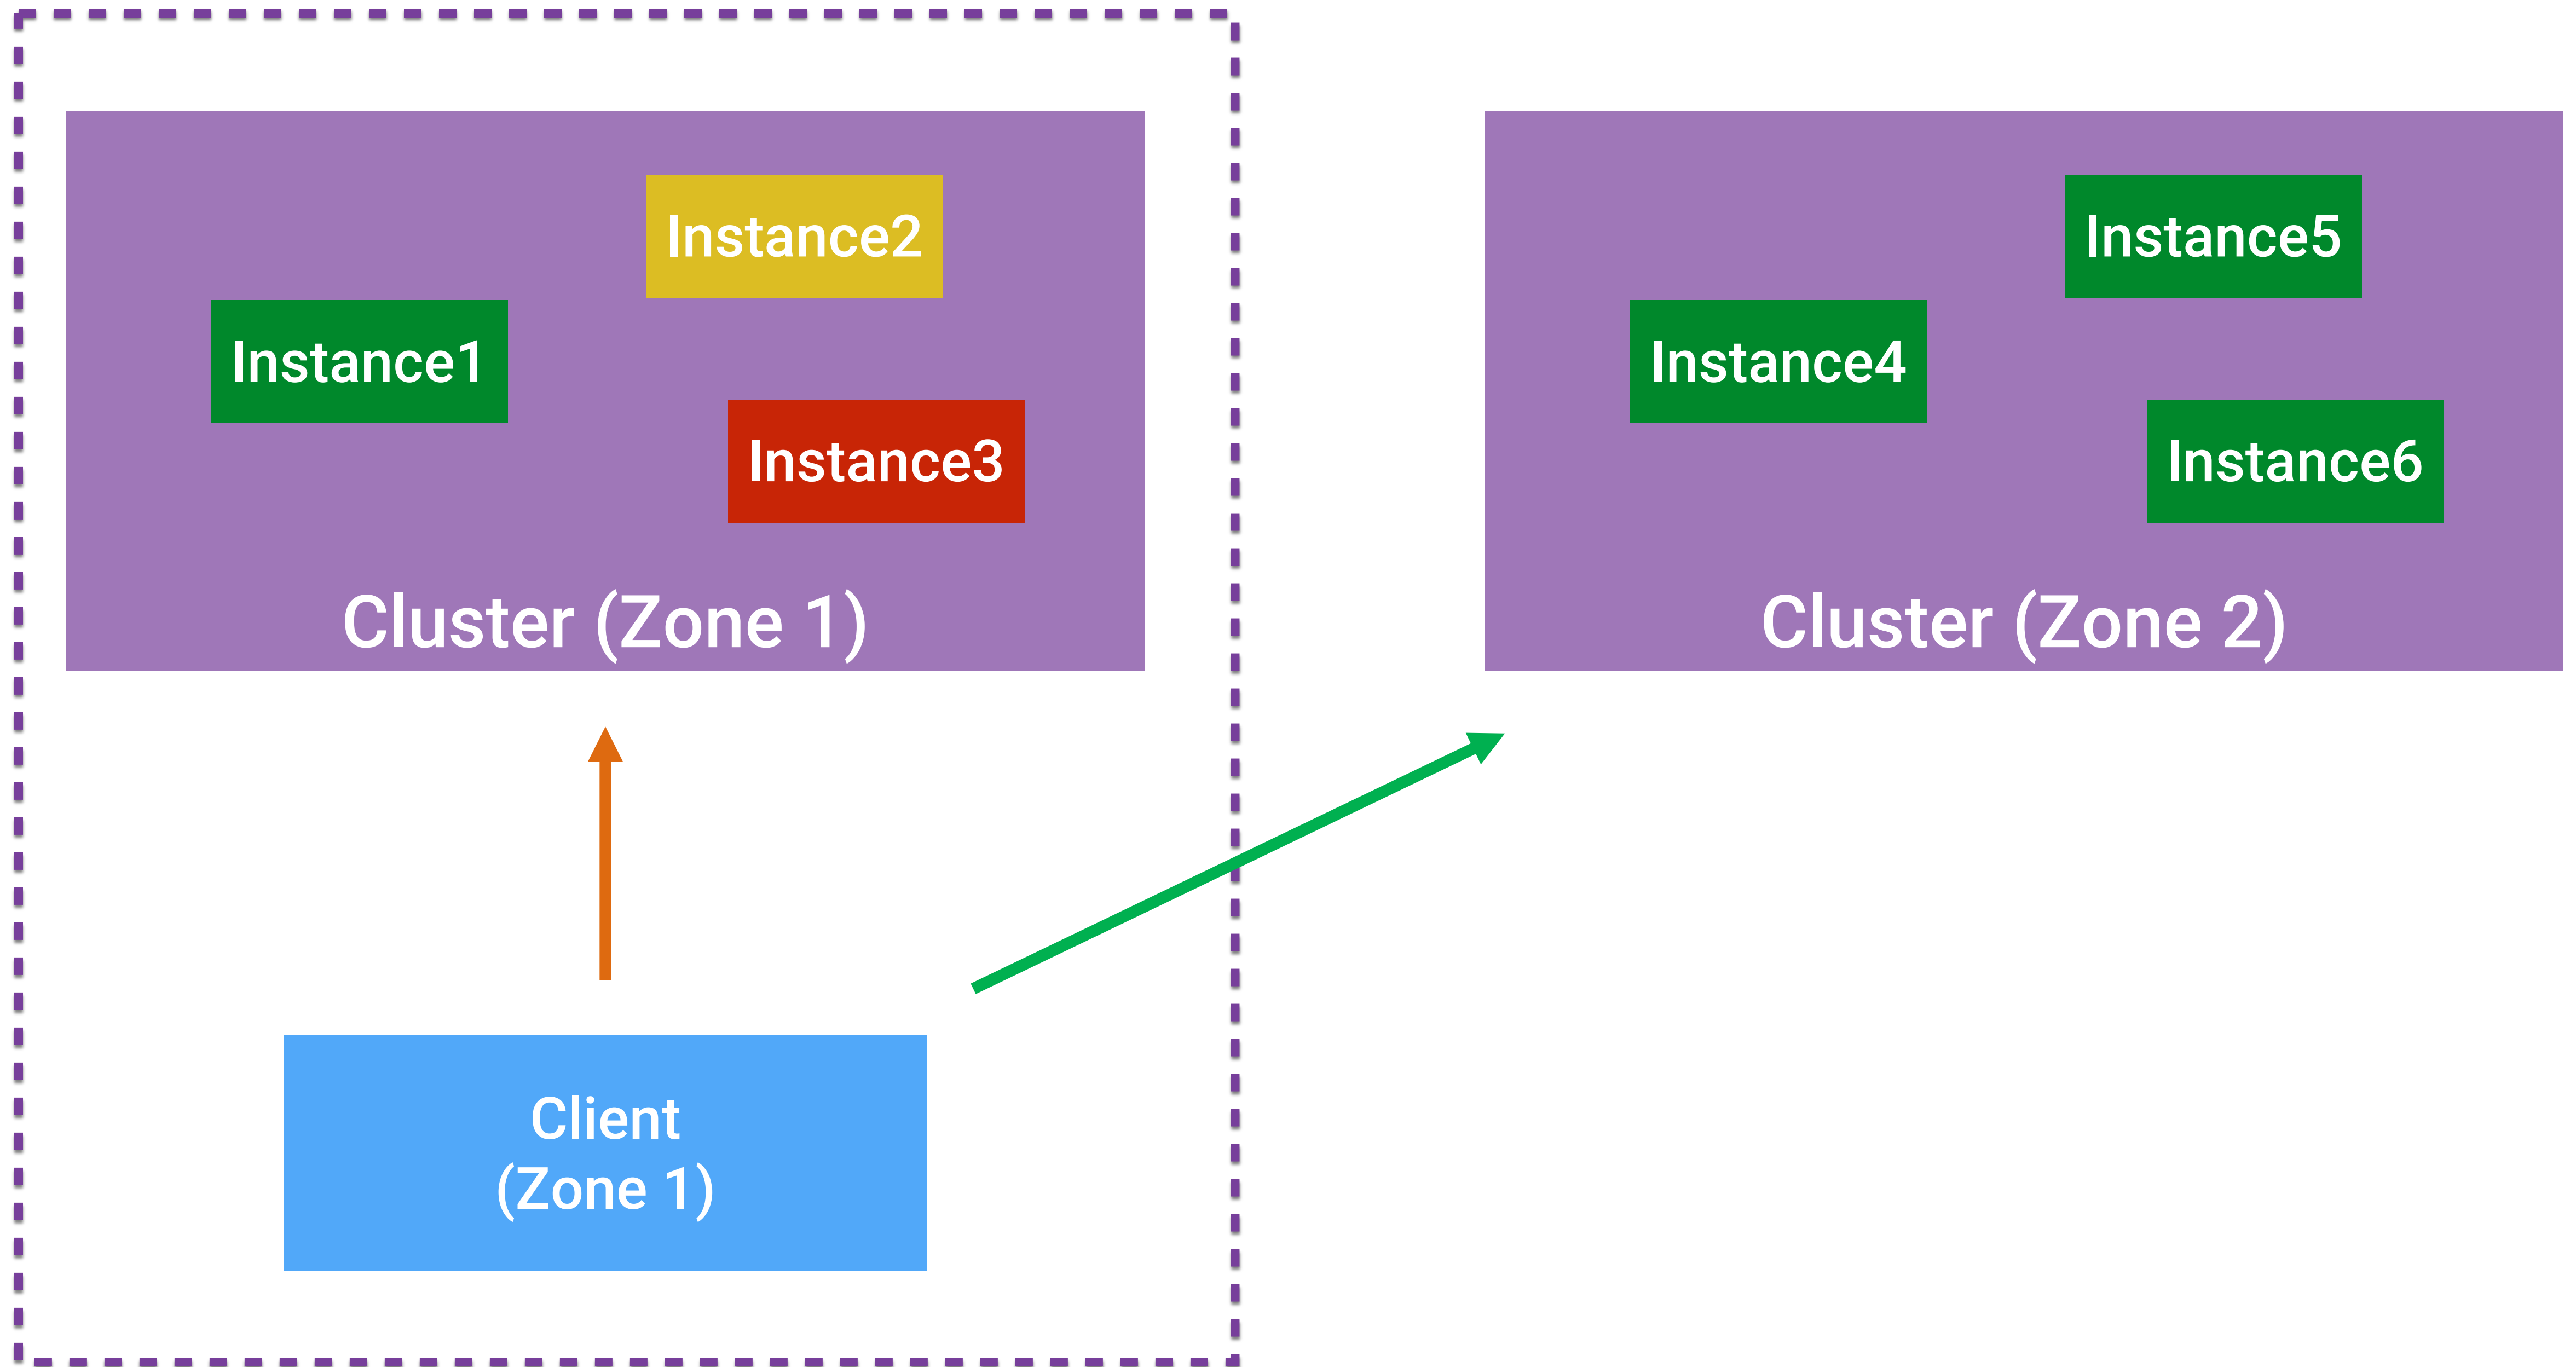 Instance2
Instance1
Instance3
Cluster (Zone 1)
Instance5
Instance4
Instance6
Cluster (Zone 2)
Client
(Zone 1)